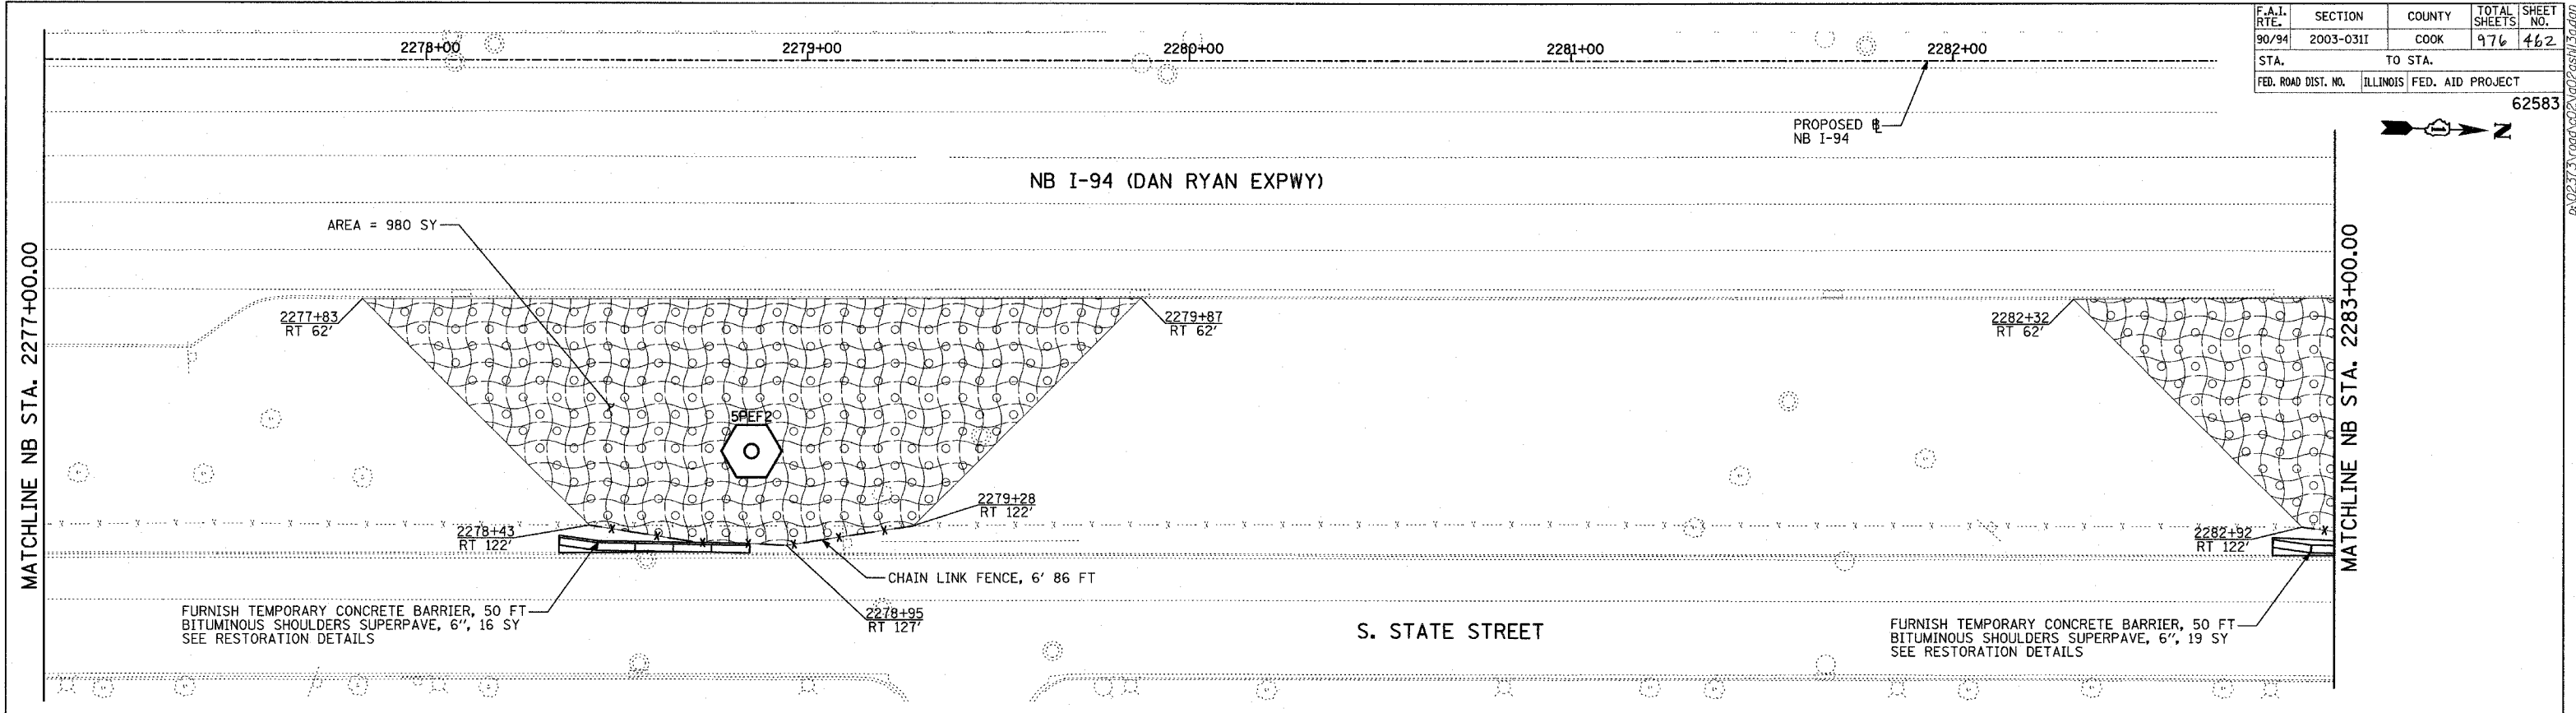 F.A.I. RTE. SECTION COUNTY TOTAL SHEETS SHEET NO.
90/94 2003-031I COOK 976 462
STA. TO STA.
FED. ROAD DIST. NO. ILLINOIS FED. AID PROJECT
62583
N
2278+00 2279+00 2280+00 2281+00 2282+00
PROPOSED ℄
NB I-94
NB I-94 (DAN RYAN EXPWY)
AREA = 980 SY
MATCHLINE NB STA. 2277+00.00
MATCHLINE NB STA. 2283+00.00
2277+83
RT 62'
2279+87
RT 62'
2282+32
RT 62'
5PEF2
2278+43
RT 122'
2279+28
RT 122'
2282+92
RT 122'
CHAIN LINK FENCE, 6' 86 FT
2278+95
RT 127'
FURNISH TEMPORARY CONCRETE BARRIER, 50 FT
BITUMINOUS SHOULDERS SUPERPAVE, 6", 16 SY
SEE RESTORATION DETAILS
S. STATE STREET
FURNISH TEMPORARY CONCRETE BARRIER, 50 FT
BITUMINOUS SHOULDERS SUPERPAVE, 6", 19 SY
SEE RESTORATION DETAILS